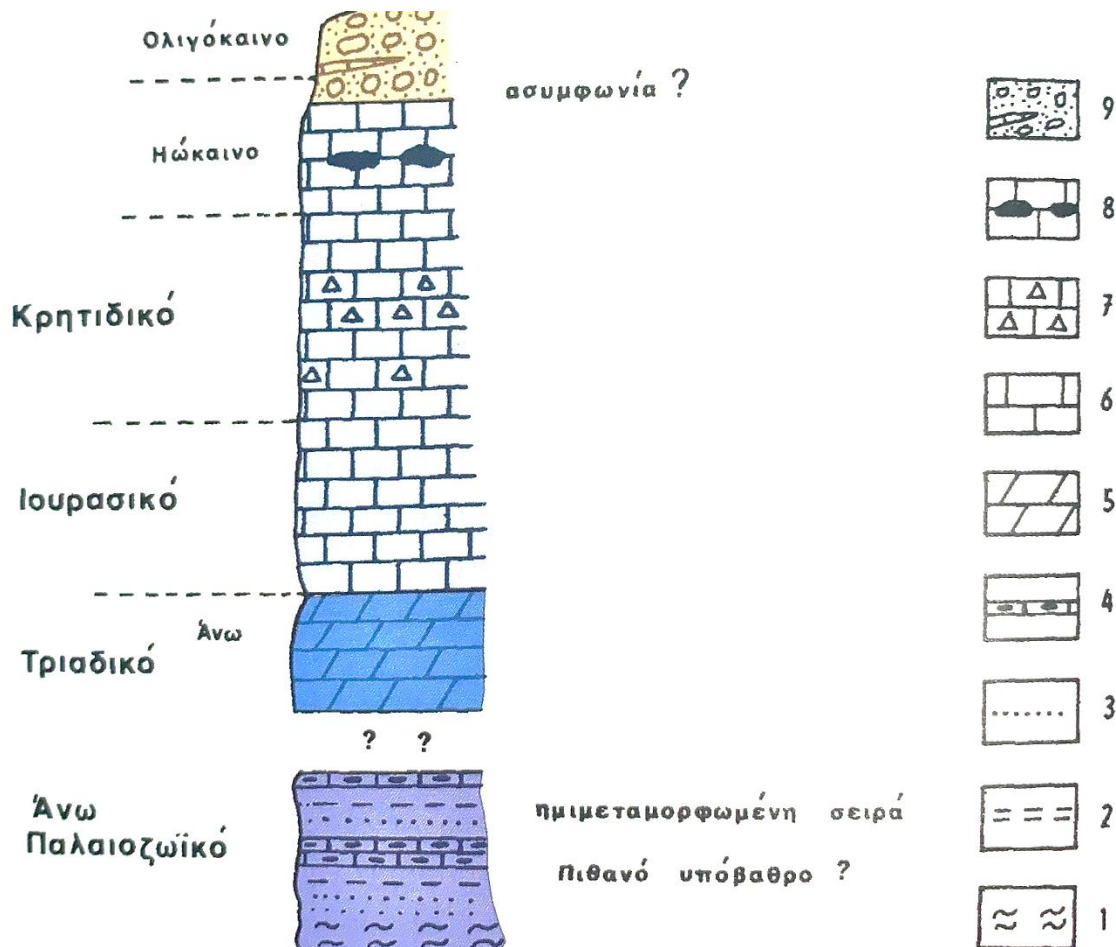 Ολιγόκαινο
ασυμφωνία ?
Ηώκαινο
Κρητιδικό
Ιουρασικό
Άνω
Τριαδικό
? ?
Άνω
Παλαιοζωϊκό
ημιμεταμορφωμένη σειρά
Πιθανό υπόβαθρο ?
9
8
7
6
5
4
3
2
1